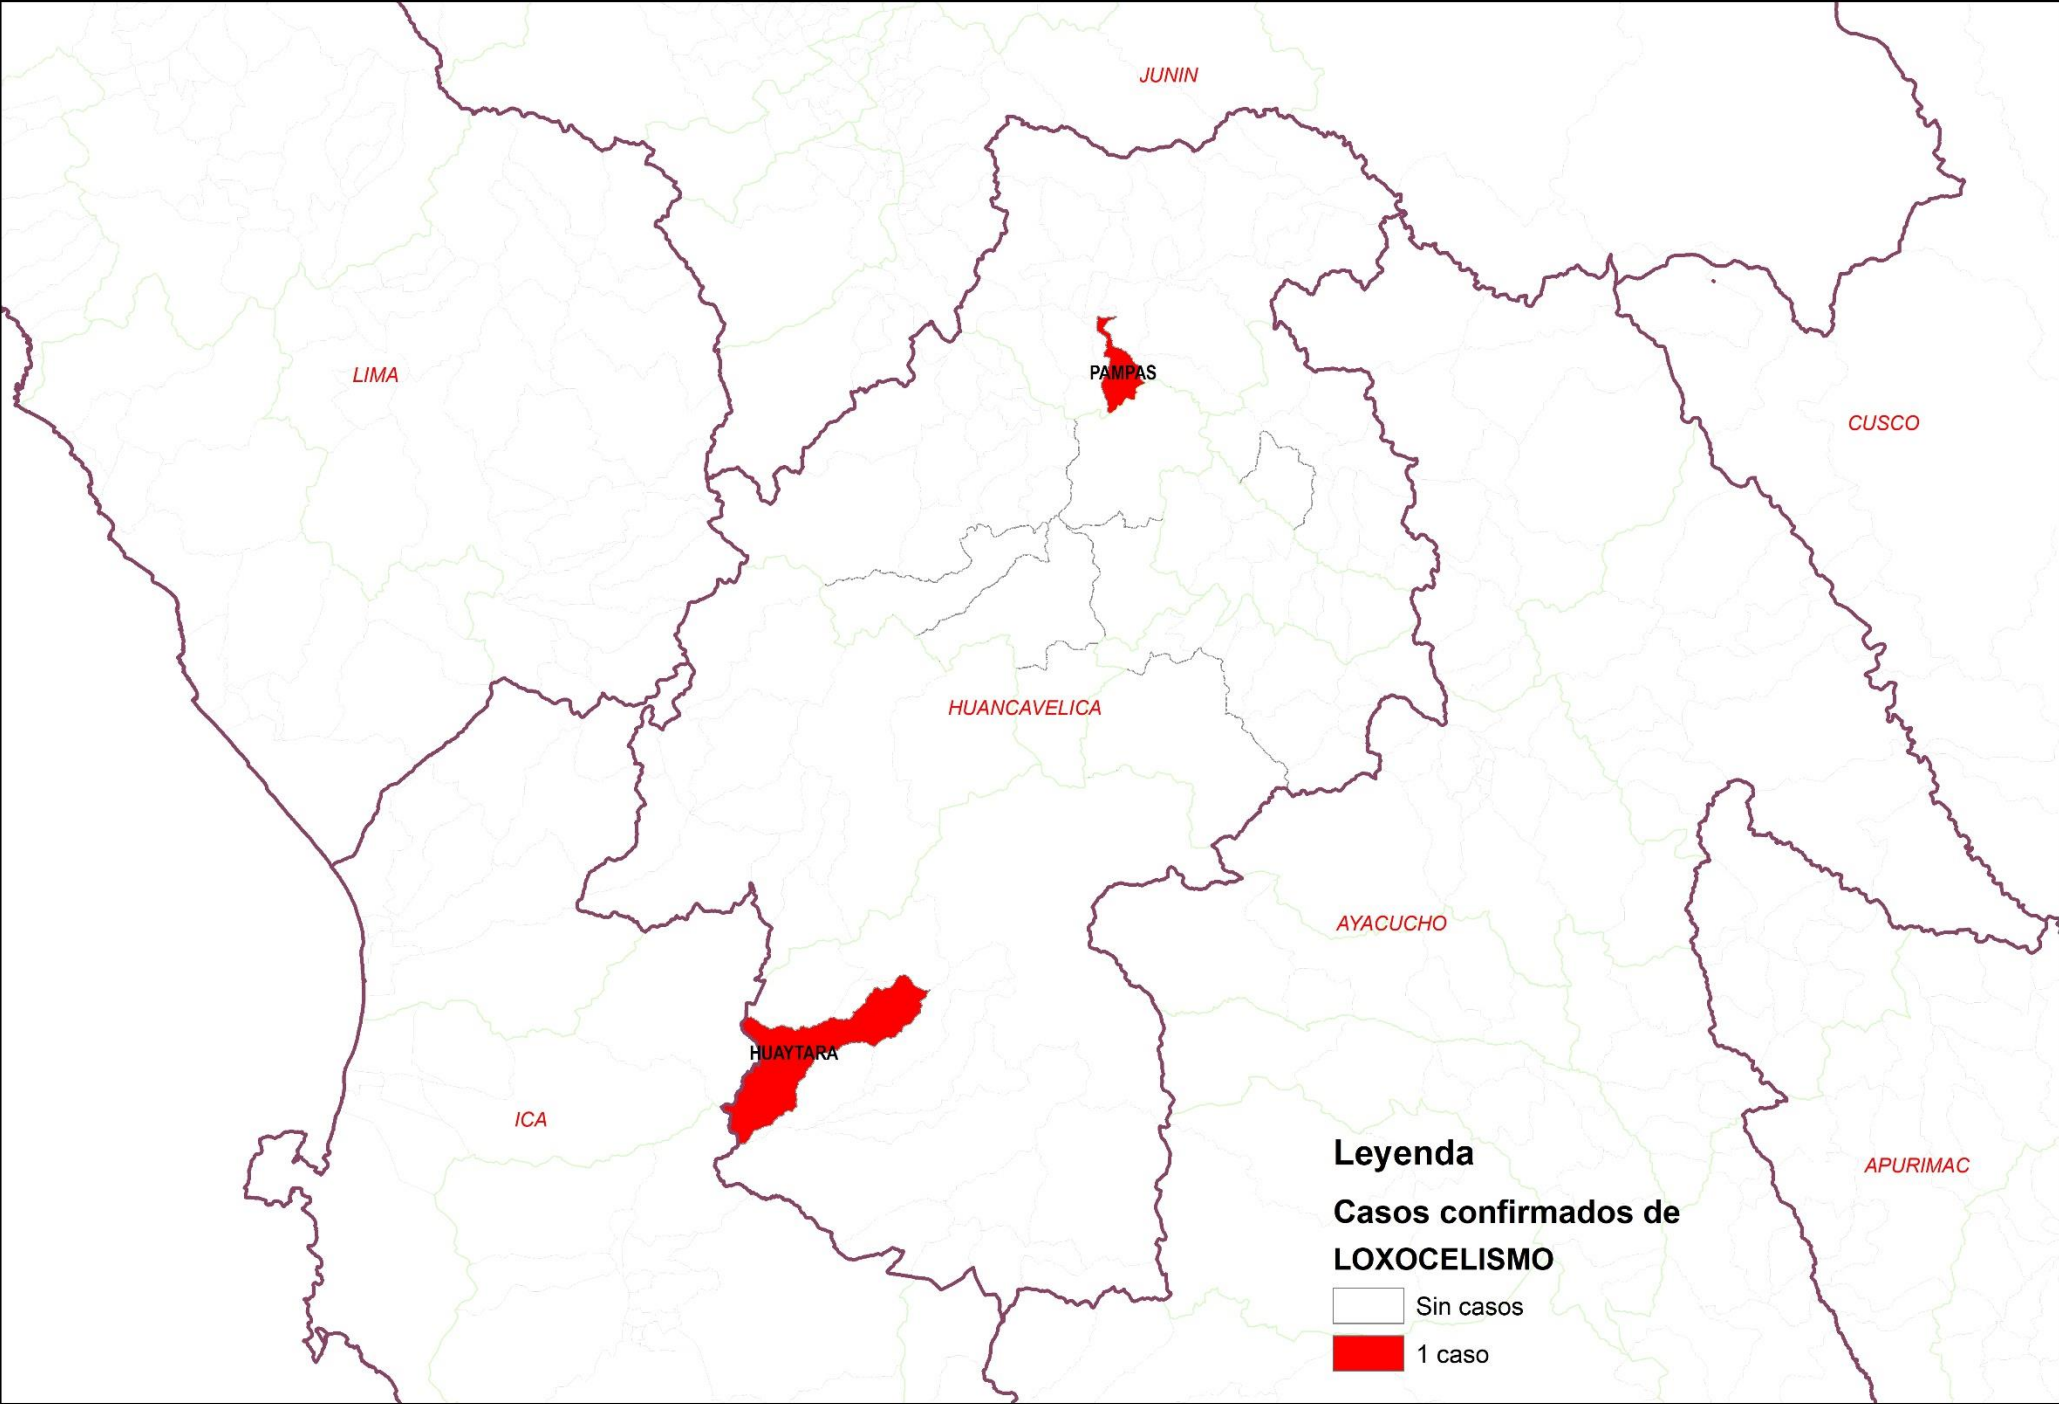 JUNIN
LIMA
PAMPAS
CUSCO
HUANCAVELICA
AYACUCHO
HUAYTARA
ICA
APURIMAC
Leyenda
Casos confirmados de
LOXOCELISMO
Sin casos
1 caso